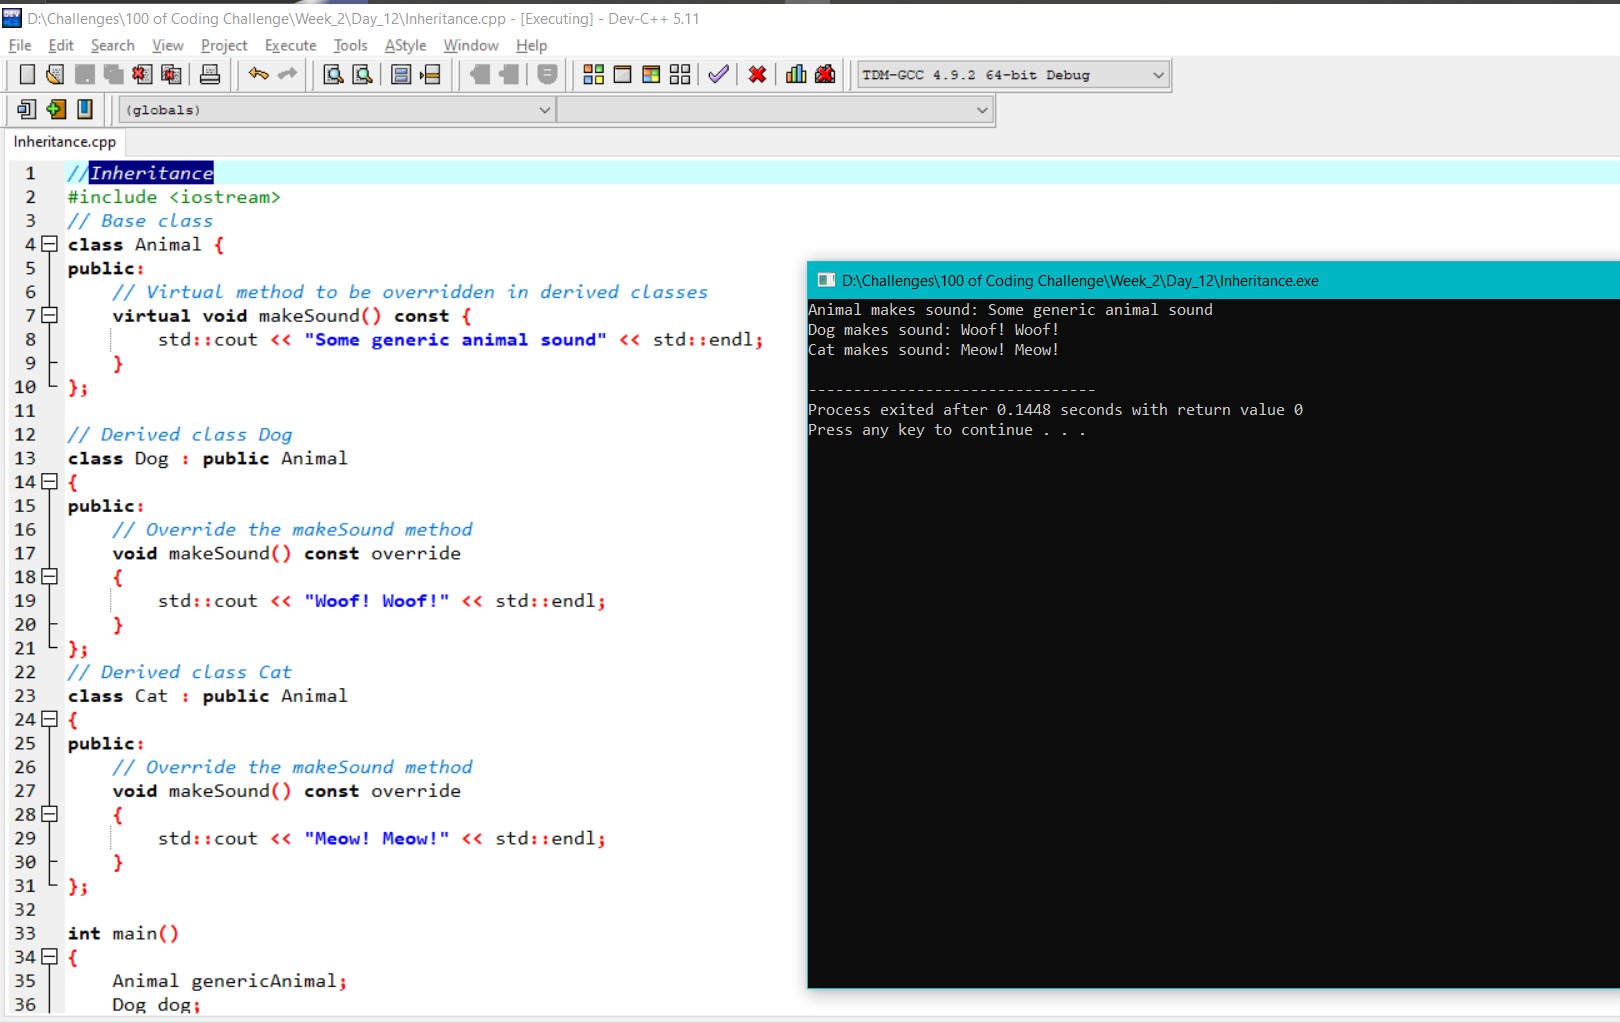 D:\Challenges\100 of Coding Challenge\Week_2\Day_12\Inheritance.cpp - [Executing] - Dev-C++ 5.11
File Edit Search View Project Execute Tools AStyle Window Help
TDM-GCC 4.9.2 64-bit Debug
(globals)
Inheritance.cpp
1 //Inheritance
2 #include <iostream>
3 // Base class
4 class Animal {
5 public:
6 // Virtual method to be overridden in derived classes
7 virtual void makeSound() const {
8 std::cout << "Some generic animal sound" << std::endl;
9 }
10 };
11
12 // Derived class Dog
13 class Dog : public Animal
14 {
15 public:
16 // Override the makeSound method
17 void makeSound() const override
18 {
19 std::cout << "Woof! Woof!" << std::endl;
20 }
21 };
22 // Derived class Cat
23 class Cat : public Animal
24 {
25 public:
26 // Override the makeSound method
27 void makeSound() const override
28 {
29 std::cout << "Meow! Meow!" << std::endl;
30 }
31 };
32
33 int main()
34 {
35 Animal genericAnimal;
36 Dog dog;
D:\Challenges\100 of Coding Challenge\Week_2\Day_12\Inheritance.exe
Animal makes sound: Some generic animal sound
Dog makes sound: Woof! Woof!
Cat makes sound: Meow! Meow!
--------------------------------
Process exited after 0.1448 seconds with return value 0
Press any key to continue . . .